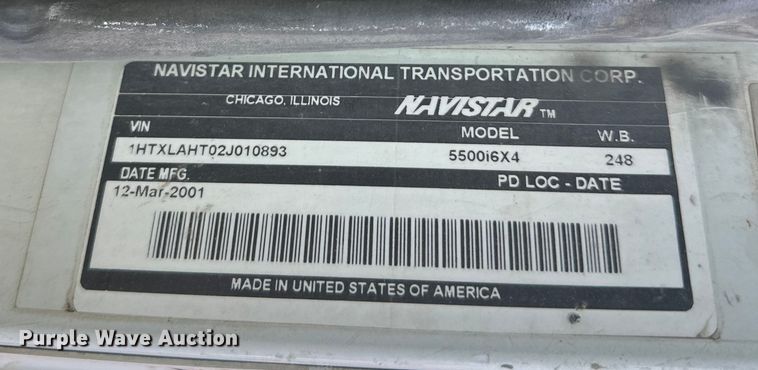 NAVISTAR INTERNATIONAL TRANSPORTATION CORP.
CHICAGO, ILLINOIS NAVISTAR TM
VIN MODEL W.B.
1HTXLAHT02J010893 5500i6X4 248
DATE MFG. PD LOC - DATE
12-Mar-2001
MADE IN UNITED STATES OF AMERICA
Purple Wave Auction